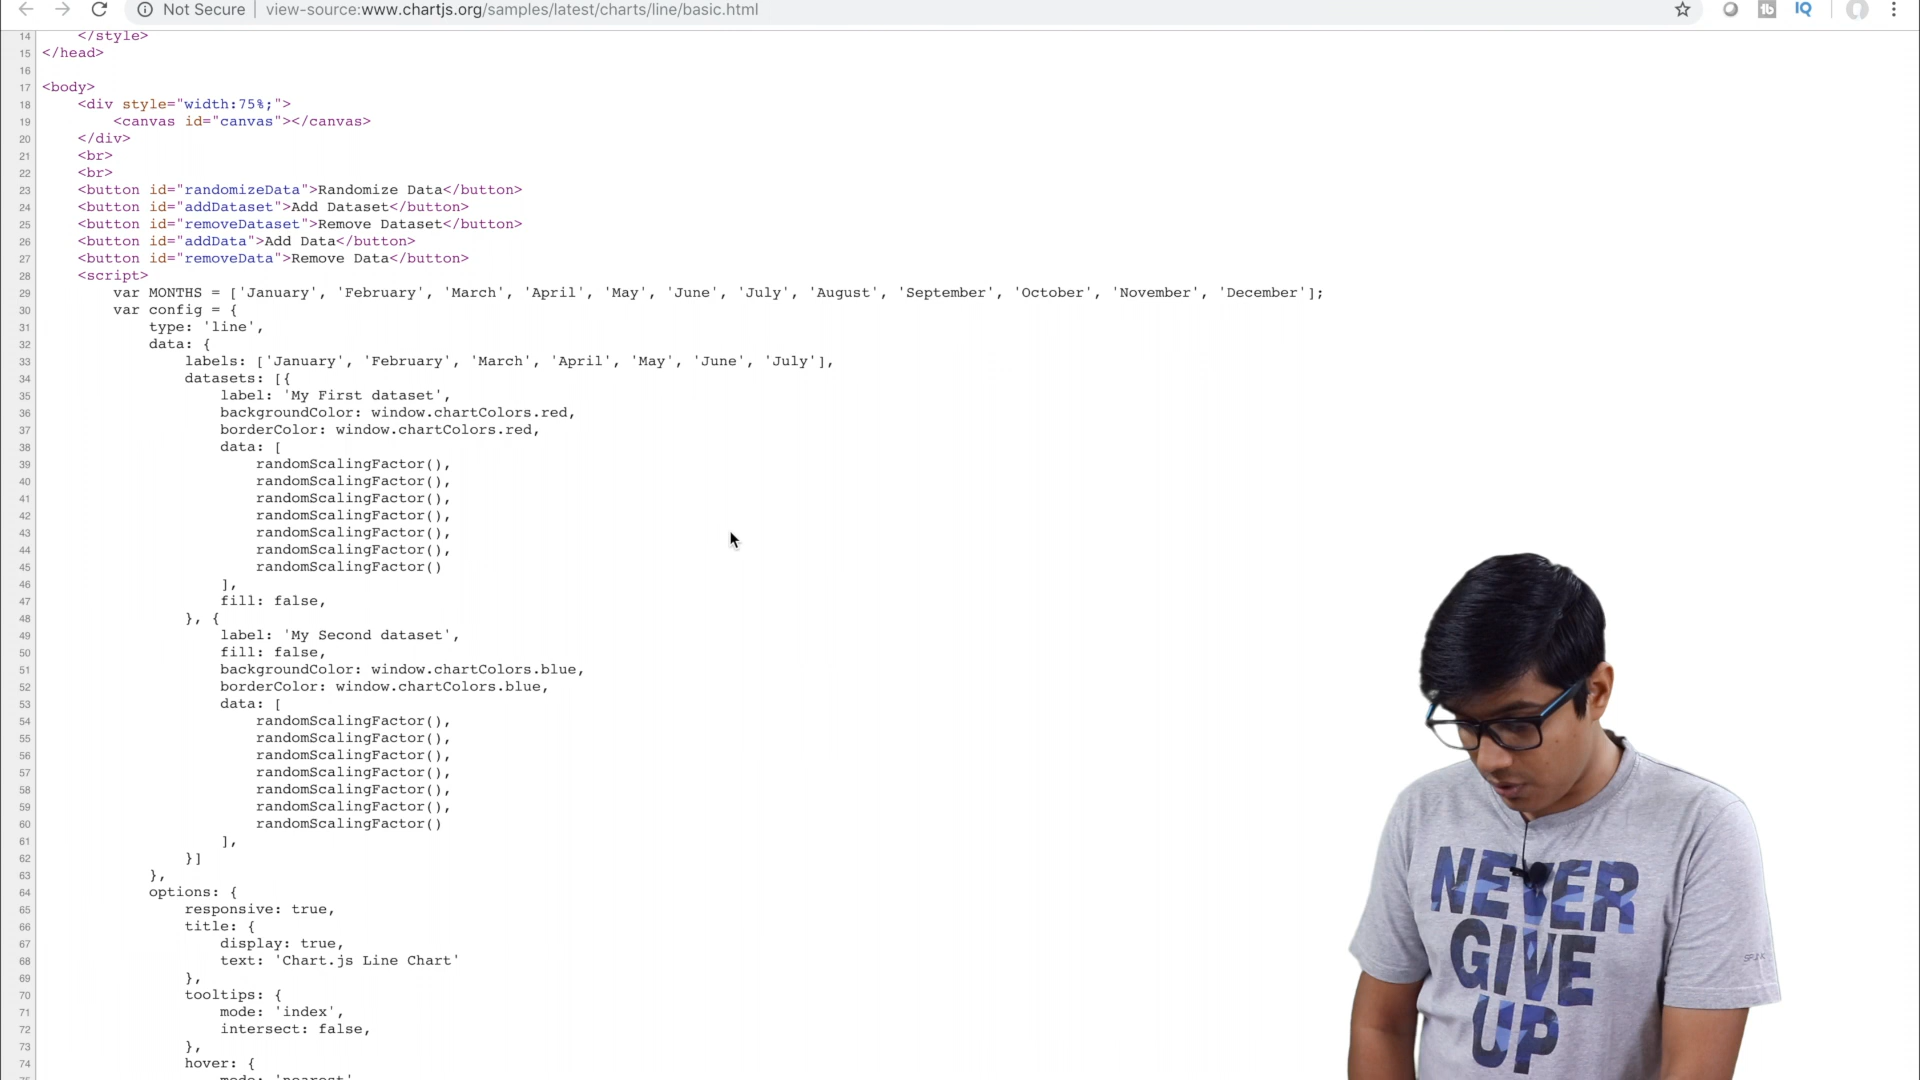 Not Secure | view-source:www.chartjs.org/samples/latest/charts/line/basic.html
14 </style>
15 </head>
16
17 <body>
18 <div style="width:75%;">
19 <canvas id="canvas"></canvas>
20 </div>
21 <br>
22 <br>
23 <button id="randomizeData">Randomize Data</button>
24 <button id="addDataset">Add Dataset</button>
25 <button id="removeDataset">Remove Dataset</button>
26 <button id="addData">Add Data</button>
27 <button id="removeData">Remove Data</button>
28 <script>
29 var MONTHS = ['January', 'February', 'March', 'April', 'May', 'June', 'July', 'August', 'September', 'October', 'November', 'December'];
30 var config = {
31 type: 'line',
32 data: {
33 labels: ['January', 'February', 'March', 'April', 'May', 'June', 'July'],
34 datasets: [{
35 label: 'My First dataset',
36 backgroundColor: window.chartColors.red,
37 borderColor: window.chartColors.red,
38 data: [
39 randomScalingFactor(),
40 randomScalingFactor(),
41 randomScalingFactor(),
42 randomScalingFactor(),
43 randomScalingFactor(),
44 randomScalingFactor(),
45 randomScalingFactor()
46 ],
47 fill: false,
48 }, {
49 label: 'My Second dataset',
50 fill: false,
51 backgroundColor: window.chartColors.blue,
52 borderColor: window.chartColors.blue,
53 data: [
54 randomScalingFactor(),
55 randomScalingFactor(),
56 randomScalingFactor(),
57 randomScalingFactor(),
58 randomScalingFactor(),
59 randomScalingFactor(),
60 randomScalingFactor()
61 ],
62 }]
63 },
64 options: {
65 responsive: true,
66 title: {
67 display: true,
68 text: 'Chart.js Line Chart'
69 },
70 tooltips: {
71 mode: 'index',
72 intersect: false,
73 },
74 hover: {
mode: 'nearest'
tb
IQ
NEVER
GIVE
UP